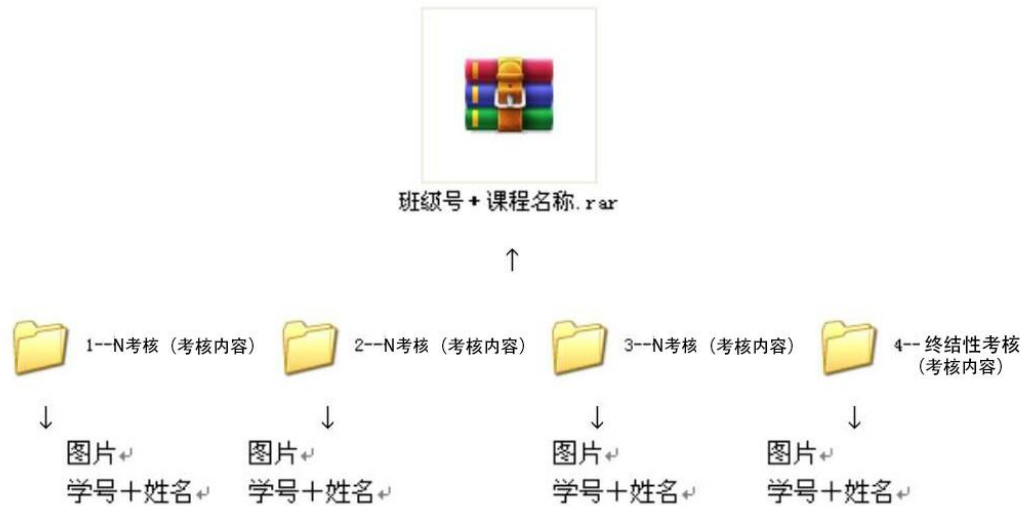 班级号+课程名称.rar
↑
1--N考核（考核内容）
2--N考核（考核内容）
3--N考核（考核内容）
4--终结性考核
（考核内容）
↓
↓
↓
↓
图片↵
学号+姓名↵
图片↵
学号+姓名↵
图片↵
学号+姓名↵
图片↵
学号+姓名↵